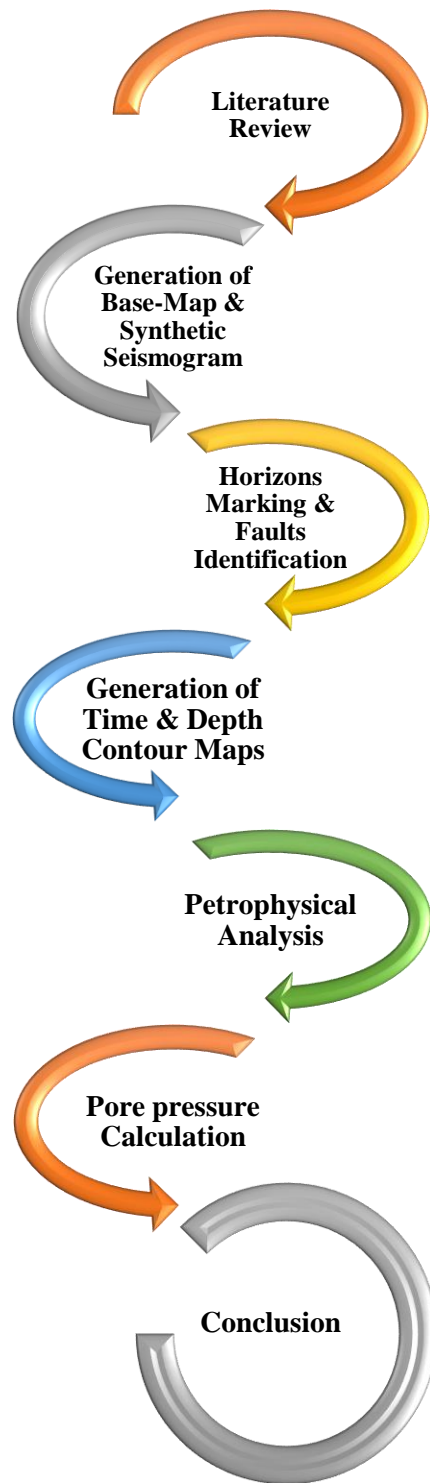 Literature
Review
Generation of
Base-Map &
Synthetic
Seismogram
Horizons
Marking &
Faults
Identification
Generation of
Time & Depth
Contour Maps
Petrophysical
Analysis
Pore pressure
Calculation
Conclusion